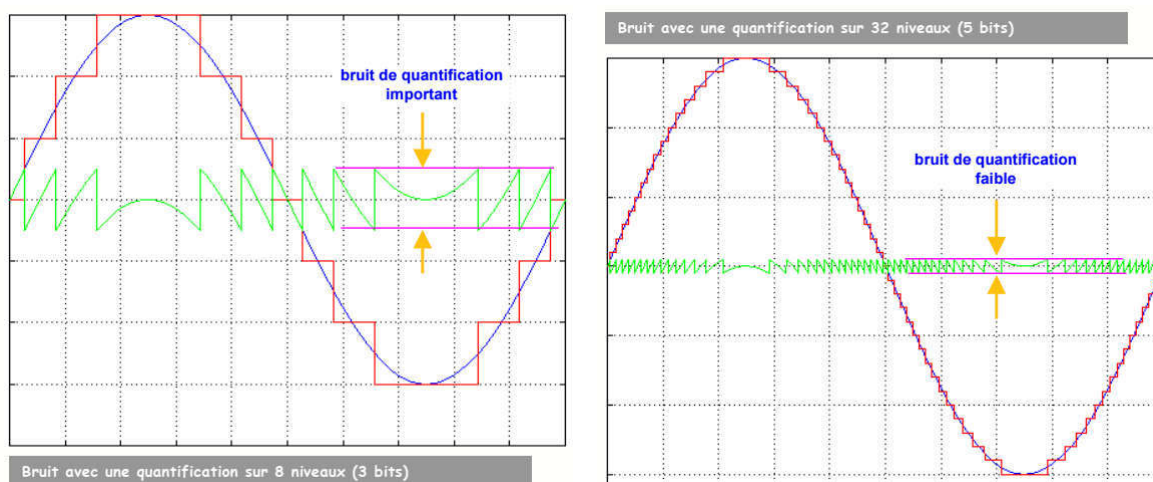 bruit de quantification
important
Bruit avec une quantification sur 8 niveaux (3 bits)
Bruit avec une quantification sur 32 niveaux (5 bits)
bruit de quantification
faible